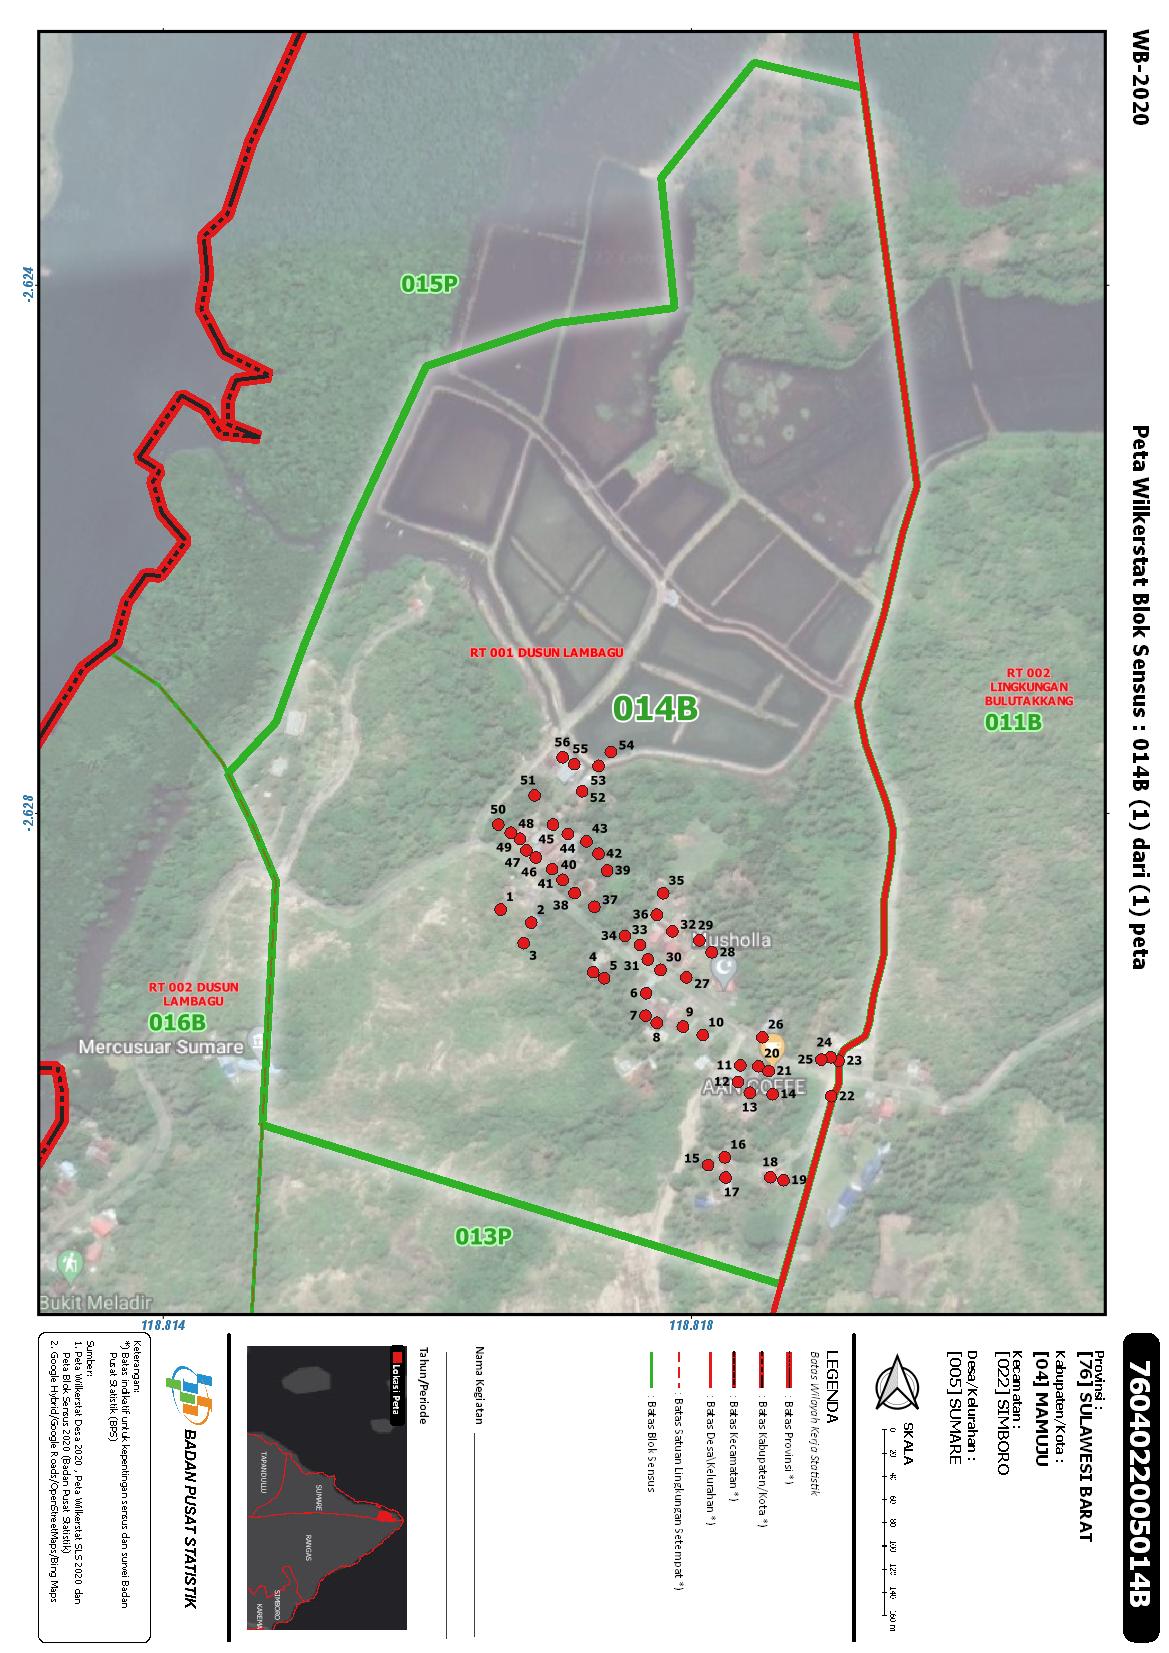 WB-2020
Peta Wilkerstat Blok Sensus : 014B (1) dari (1) peta
-2.624
-2.628
118.814
118.818
015P
RT 001 DUSUN LAMBAGU
014B
RT 002
LINGKUNGAN
BULUTAKKANG
011B
56
55
54
53
52
51
50
48
49
47
46
45
44
43
42
40
39
41
38
37
35
36
1
2
3
34
33
32
29
28
Musholla
4
5
31
30
27
6
7
8
9
10
26
24
25
23
20
11
21
12
AAN COFFE
13
14
22
15
16
17
18
19
RT 002 DUSUN
LAMBAGU
016B
Mercusuar Sumare
013P
Bukit Meladir
7604022005014B
Provinsi :
[76] SULAWESI BARAT
Kabupaten/Kota :
[04] MAMUJU
Kecamatan :
[022] SIMBORO
Desa/Kelurahan :
[005] SUMARE
SKALA
0 20 40 60 80 100 120 140 160 m
LEGENDA
Batas Wilayah Kerja Statistik
: Batas Provinsi *)
: Batas Kabupaten/Kota *)
: Batas Kecamatan *)
: Batas Desa\Kelurahan *)
: Batas Satuan Lingkungan Setempat *)
: Batas Blok Sensus
Nama Kegiatan
Tahun/Periode
Lokasi Peta
TAPANDULLU
SUMARE
RANGAS
SIMBORO
KAREMA
BADAN PUSAT STATISTIK
Keterangan:
*) Batas indikatif untuk kepentingan sensus dan survei Badan
Pusat Statistik (BPS)
Sumber:
1. Peta Wilkerstat Desa 2020 , Peta Wilkerstat SLS 2020 dan
Peta Blok Sensus 2020 (Badan Pusat Statistik)
2. Google Hybrid/Google Roads/OpenStreetMaps/Bing Maps